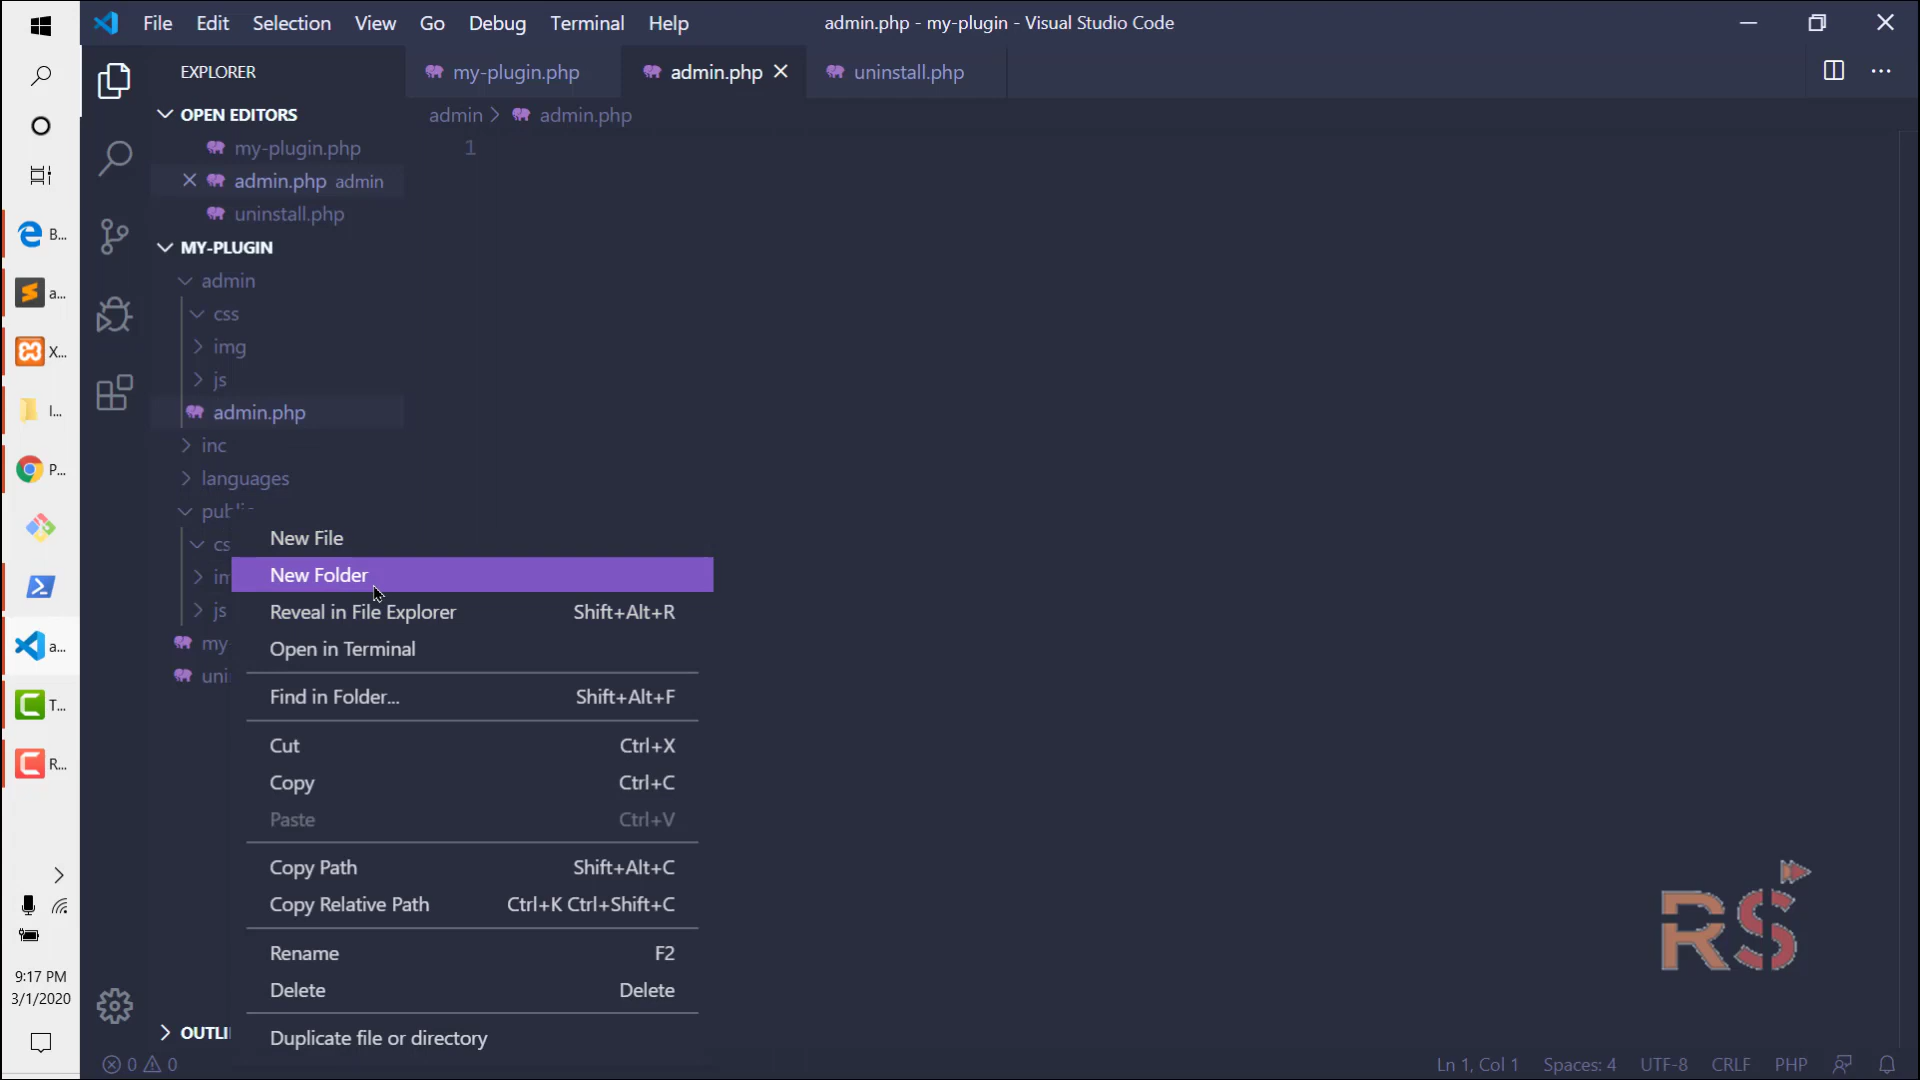 File Edit Selection View Go Debug Terminal Help
admin.php - my-plugin - Visual Studio Code
EXPLORER
my-plugin.php
admin.php
uninstall.php
OPEN EDITORS
admin > admin.php
my-plugin.php
1
admin.php admin
uninstall.php
MY-PLUGIN
admin
css
img
js
admin.php
inc
languages
New File
New Folder
js
Reveal in File Explorer Shift+Alt+R
my
Open in Terminal
uni
Find in Folder... Shift+Alt+F
Cut Ctrl+X
Copy Ctrl+C
Paste Ctrl+V
Copy Path Shift+Alt+C
Copy Relative Path Ctrl+K Ctrl+Shift+C
Rename F2
Delete Delete
OUTLI
Duplicate file or directory
0 0
Ln 1, Col 1 Spaces: 4 UTF-8 CRLF PHP
B...
a...
X...
I...
P...
a...
T...
R...
9:17 PM
3/1/2020
RS